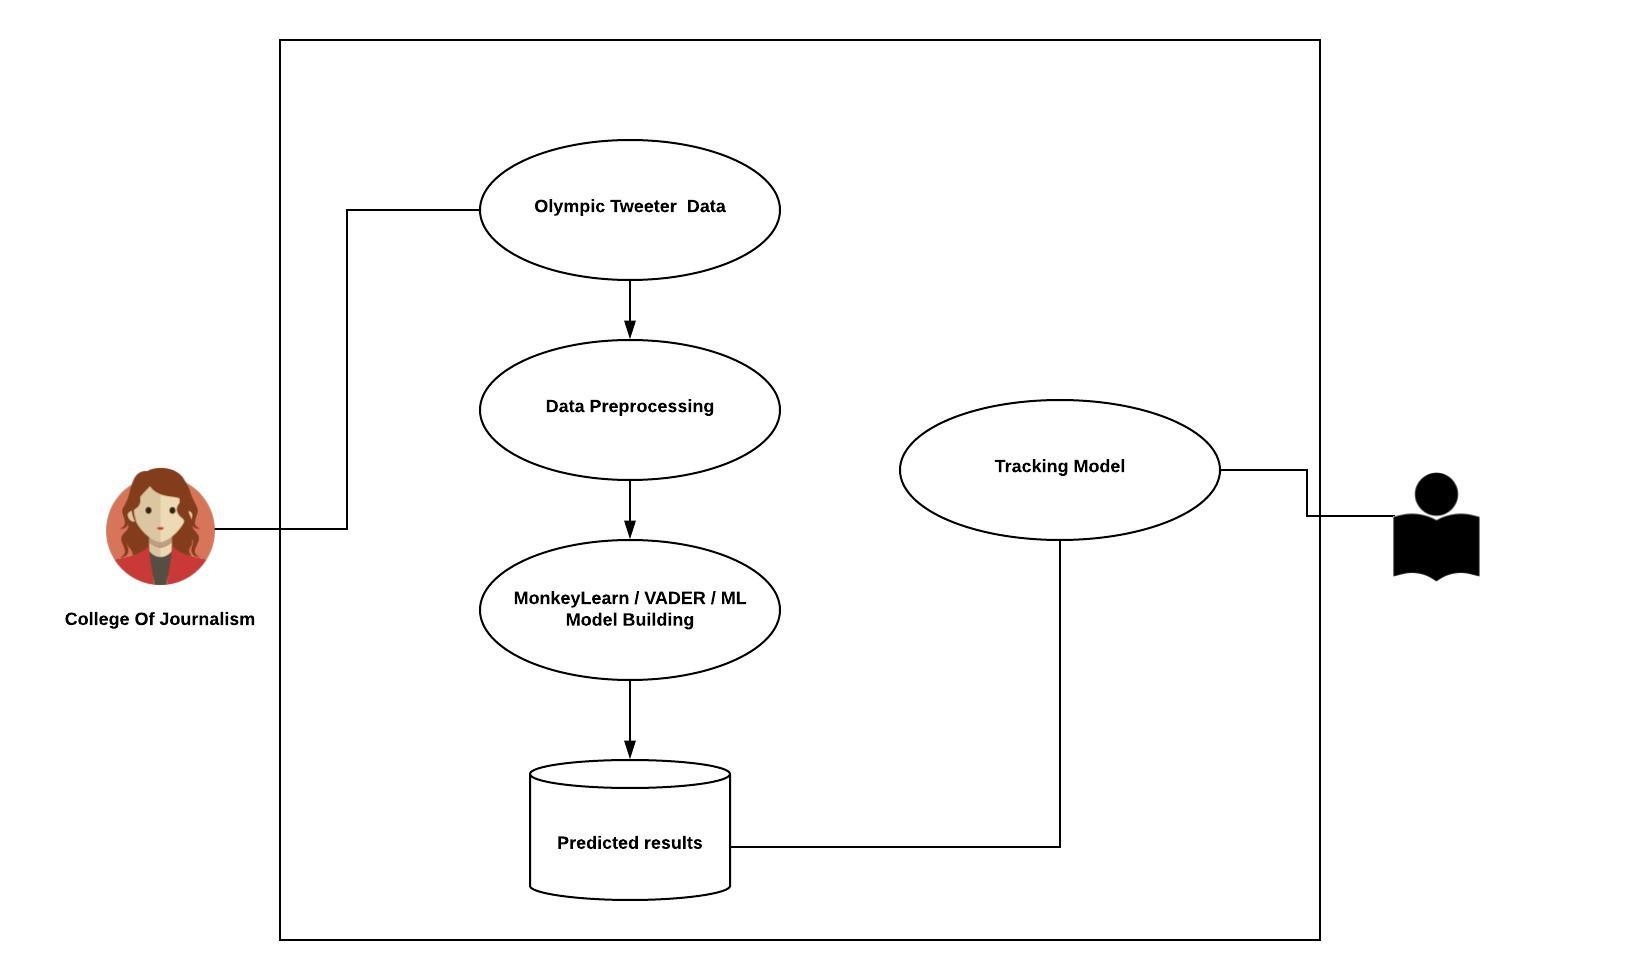 Olympic Tweeter  Data
Data Preprocessing
Tracking Model
MonkeyLearn / VADER / ML
Model Building
College Of Journalism
Predicted results